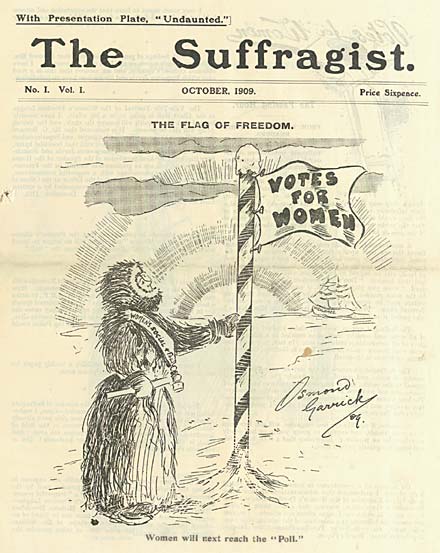 With Presentation Plate, "Undaunted."]
The Suffragist.
No. I. Vol. I.
OCTOBER, 1909.
Price Sixpence.
THE FLAG OF FREEDOM.
VOTES
FOR
WOMEN
Osmond
Garrick
09.
Women will next reach the "Poll."